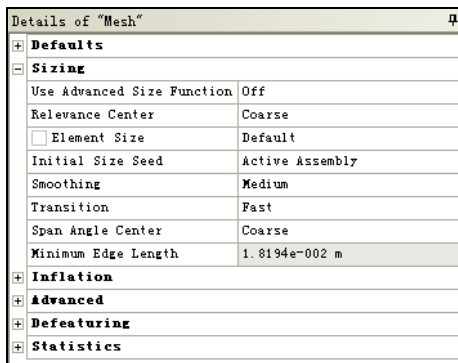 Details of "Mesh"
Defaults
Sizing
Use Advanced Size Function Off
Relevance Center Coarse
Element Size Default
Initial Size Seed Active Assembly
Smoothing Medium
Transition Fast
Span Angle Center Coarse
Minimum Edge Length 1.8194e-002 m
Inflation
Advanced
Defeaturing
Statistics